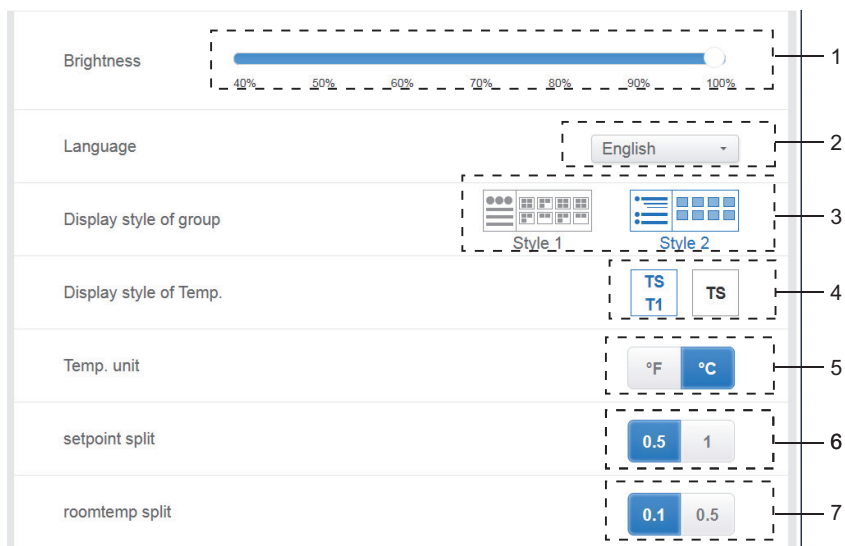 Brightness
40% 50% 60% 70% 80% 90% 100%
1
Language
English
2
Display style of group
Style 1 Style 2
3
Display style of Temp.
TS
T1
TS
4
Temp. unit
°F °C
5
setpoint split
0.5 1
6
roomtemp split
0.1 0.5
7